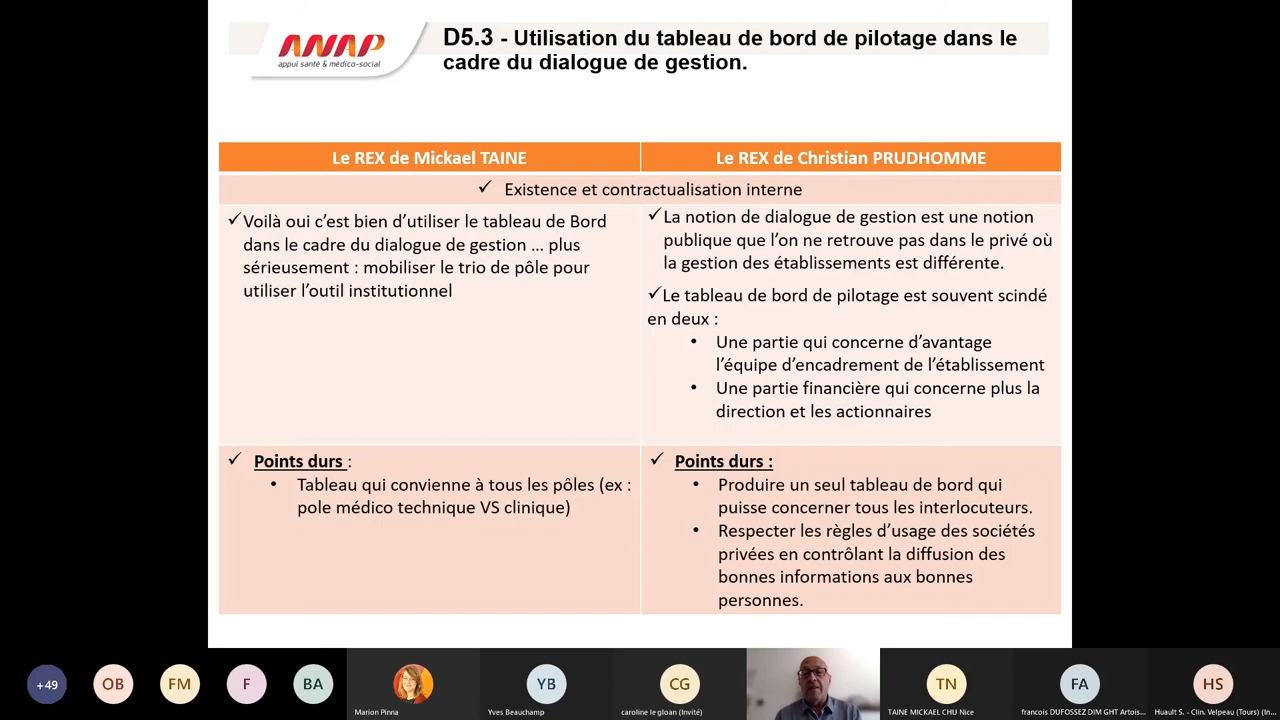 ANAP
appui santé & médico-social
D5.3 - Utilisation du tableau de bord de pilotage dans le
cadre du dialogue de gestion.
Le REX de Mickael TAINE
Le REX de Christian PRUDHOMME
✓ Existence et contractualisation interne
✓Voilà oui c’est bien d’utiliser le tableau de Bord
dans le cadre du dialogue de gestion … plus
sérieusement : mobiliser le trio de pôle pour
utiliser l’outil institutionnel
✓La notion de dialogue de gestion est une notion
publique que l’on ne retrouve pas dans le privé où
la gestion des établissements est différente.
✓Le tableau de bord de pilotage est souvent scindé
en deux :
• Une partie qui concerne d’avantage
l’équipe d’encadrement de l’établissement
• Une partie financière qui concerne plus la
direction et les actionnaires
✓ Points durs :
• Tableau qui convienne à tous les pôles (ex :
pole médico technique VS clinique)
✓ Points durs :
• Produire un seul tableau de bord qui
puisse concerner tous les interlocuteurs.
• Respecter les règles d’usage des sociétés
privées en contrôlant la diffusion des
bonnes informations aux bonnes
personnes.
+49
OB
FM
F
BA
Marion Pinna
YB
Yves Beauchamp
CG
caroline le gloan (Invité)
TN
TAINE MICKAEL CHU Nice
FA
francois DUFOSSEZ DIM GHT Artois...
HS
Huault S. - Clin. Velpeau (Tours) (In...